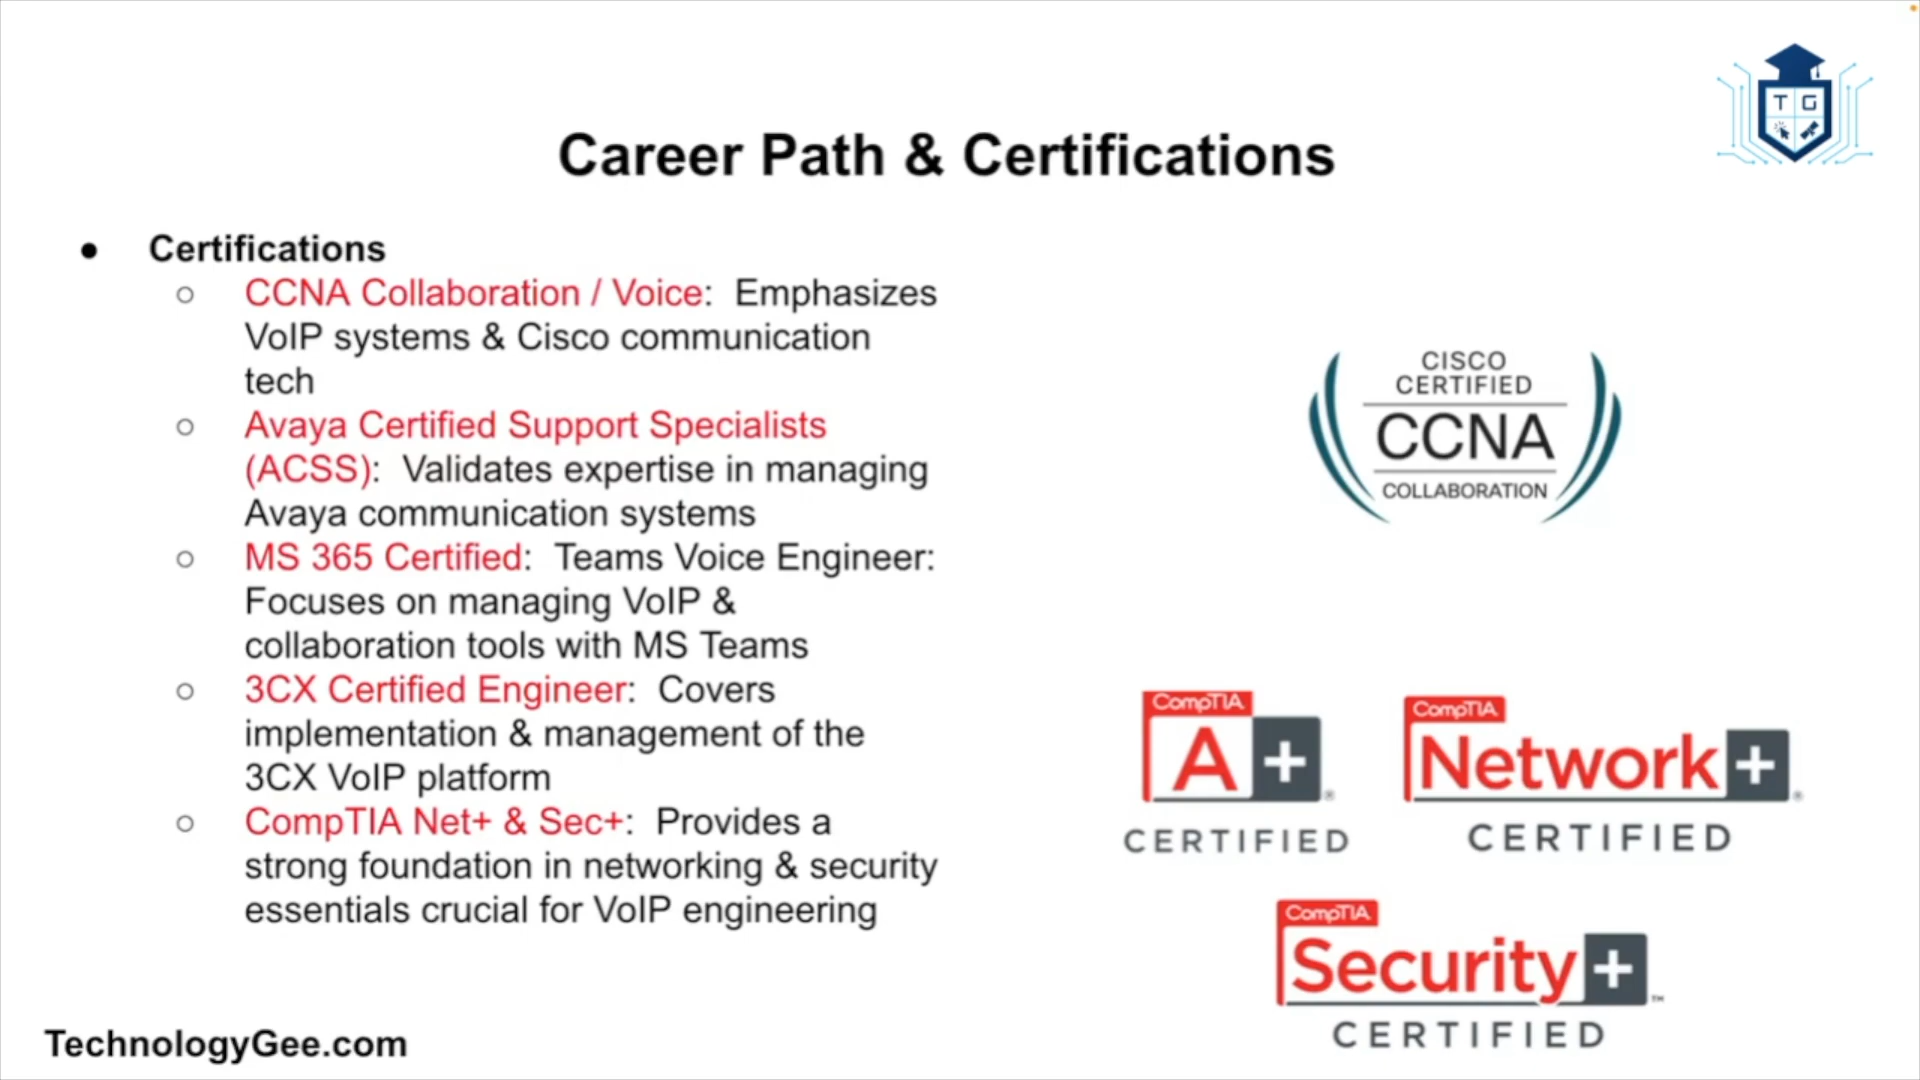 T G
Career Path & Certifications
● Certifications
○ CCNA Collaboration / Voice: Emphasizes
VoIP systems & Cisco communication
tech
○ Avaya Certified Support Specialists
(ACSS): Validates expertise in managing
Avaya communication systems
○ MS 365 Certified: Teams Voice Engineer:
Focuses on managing VoIP &
collaboration tools with MS Teams
○ 3CX Certified Engineer: Covers
implementation & management of the
3CX VoIP platform
○ CompTIA Net+ & Sec+: Provides a
strong foundation in networking & security
essentials crucial for VoIP engineering
CISCO
CERTIFIED
CCNA
COLLABORATION
CompTIA
A+®
CERTIFIED
CompTIA
Network+®
CERTIFIED
CompTIA
Security+™
CERTIFIED
TechnologyGee.com